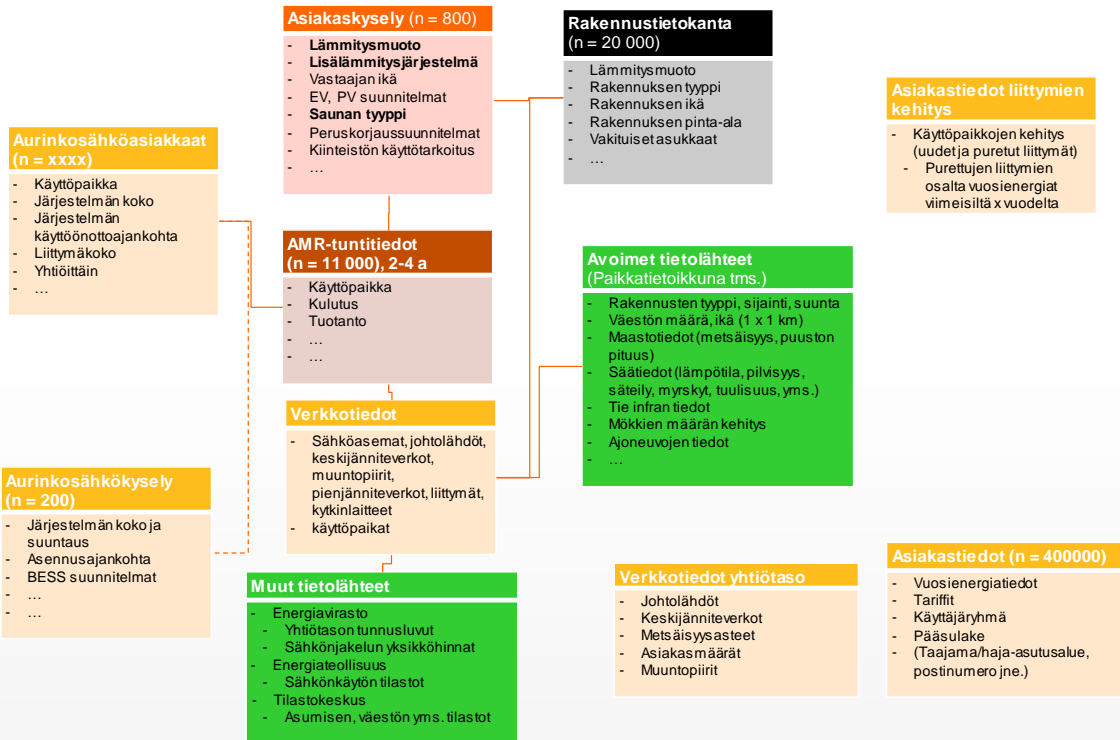 Asiakaskysely (n = 800)
- Lämmitysmuoto
- Lisälämmitysjärjestelmä
- Vastaajan ikä
- EV, PV suunnitelmat
- Saunan tyyppi
- Peruskorjaussuunnitelmat
- Kiinteistön käyttötarkoitus
- …
Rakennustietokanta
(n = 20 000)
- Lämmitysmuoto
- Rakennuksen tyyppi
- Rakennuksen ikä
- Rakennuksen pinta-ala
- Vakituiset asukkaat
- …
Asiakastiedot liittymien
kehitys
- Käyttöpaikkojen kehitys
(uudet ja puretut liittymät)
- Purettujen liittymien
osalta vuosienergiat
viimeisiltä x vuodelta
Aurinkosähköasiakkaat
(n = xxxx)
- Käyttöpaikka
- Järjestelmän koko
- Järjestelmän
käyttöönottoajankohta
- Liittymäkoko
- Yhtiöittäin
- …
AMR-tuntitiedot
(n = 11 000), 2-4 a
- Käyttöpaikka
- Kulutus
- Tuotanto
- …
- …
Avoimet tietolähteet
(Paikkatietoikkuna tms.)
- Rakennusten tyyppi, sijainti, suunta
- Väestön määrä, ikä (1 x 1 km)
- Maastotiedot (metsäisyys, puuston
pituus)
- Säätiedot (lämpötila, pilvisyys,
säteily, myrskyt, tuulisuus, yms.)
- Tie infran tiedot
- Mökkien määrän kehitys
- Ajoneuvojen tiedot
- …
Verkkotiedot
- Sähköasemat, johtolähdöt,
keskijänniteverkot,
muuntopiirit,
pienjänniteverkot, liittymät,
kytkinlaitteet
- käyttöpaikat
Aurinkosähkökysely
(n = 200)
- Järjestelmän koko ja
suuntaus
- Asennusajankohta
- BESS suunnitelmat
- …
- …
Muut tietolähteet
- Energiavirasto
- Yhtiötason tunnusluvut
- Sähkönjakelun yksikköhinnat
- Energiateollisuus
- Sähkönkäytön tilastot
- Tilastokeskus
- Asumisen, väestön yms. tilastot
Verkkotiedot yhtiötaso
- Johtolähdöt
- Keskijänniteverkot
- Metsäisyysasteet
- Asiakasmäärät
- Muuntopiirit
Asiakastiedot (n = 400000)
- Vuosienergiatiedot
- Tariffit
- Käyttäjäryhmä
- Pääsulake
- (Taajama/haja-asutusalue,
postinumero jne.)